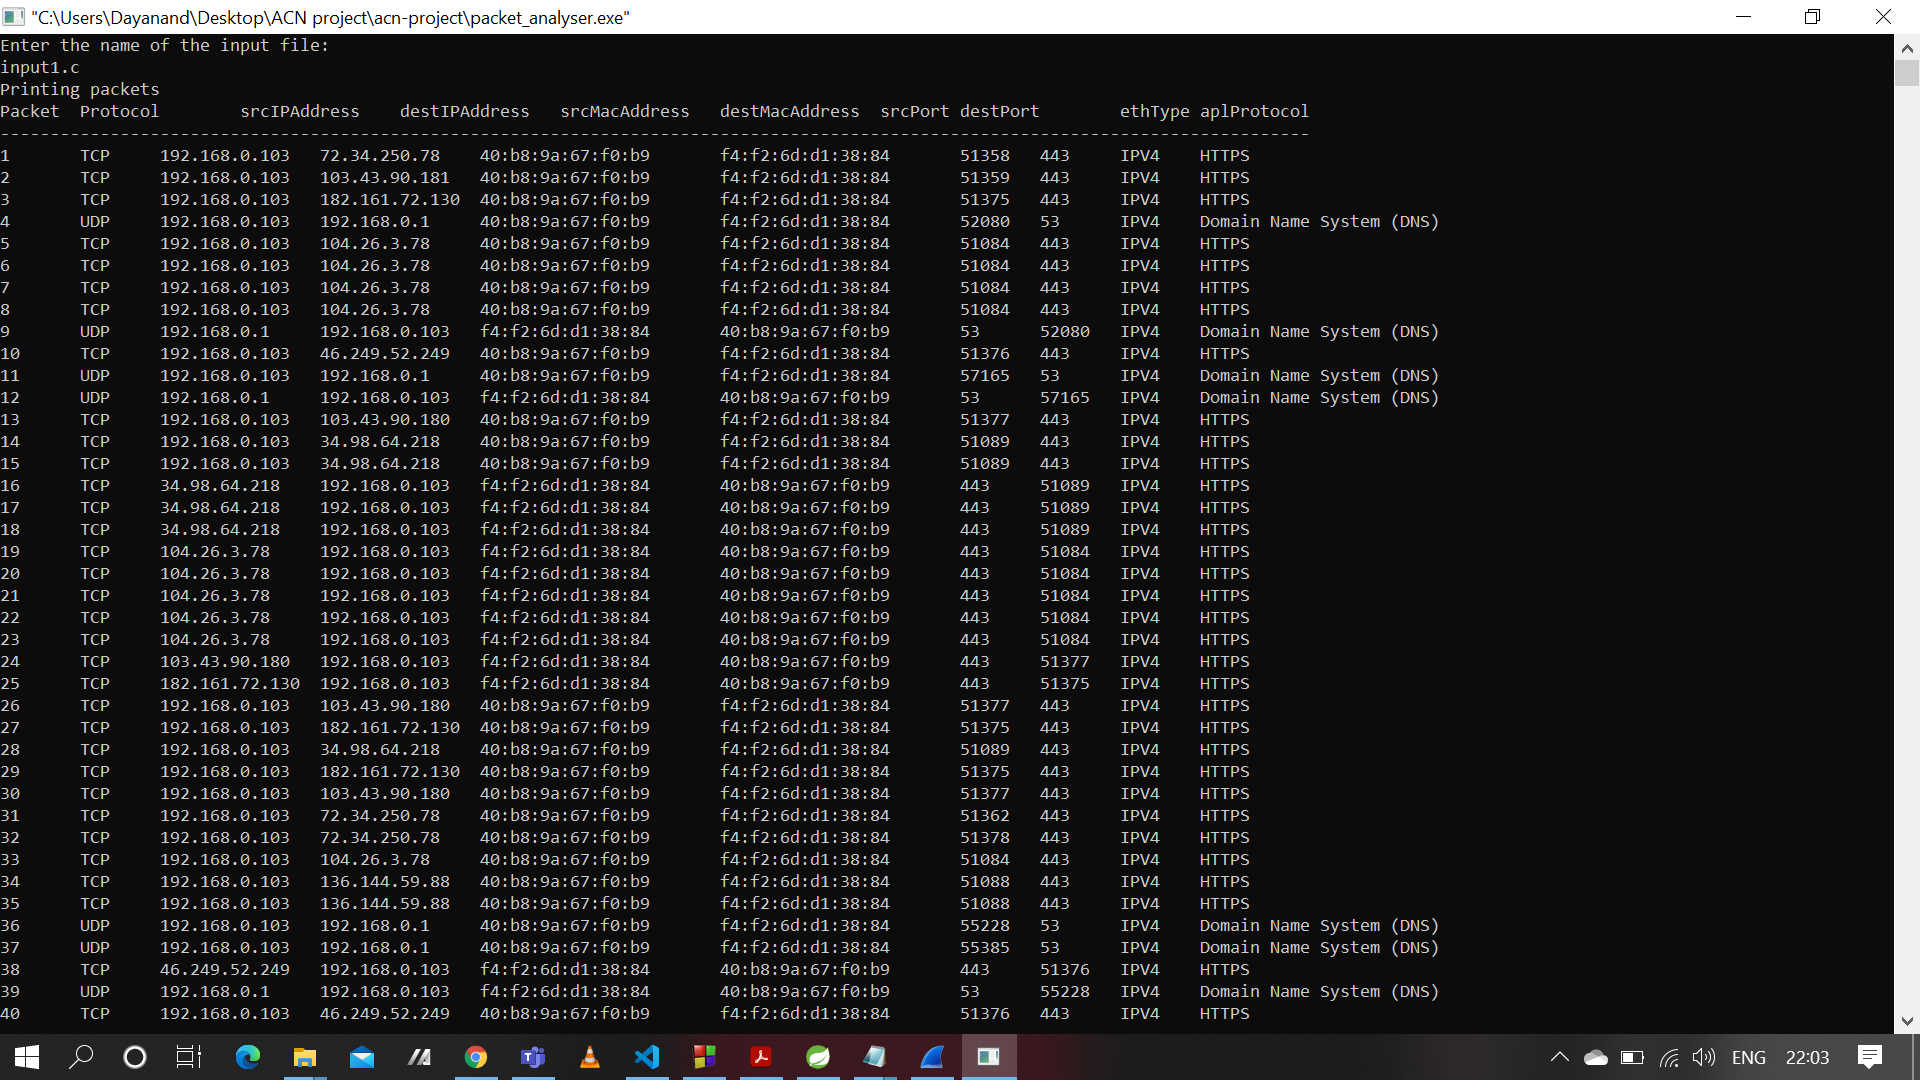 "C:\Users\Dayanand\Desktop\ACN project\acn-project\packet_analyser.exe"
Enter the name of the input file:
input1.c
Printing packets
Packet Protocol srcIPAddress destIPAddress srcMacAddress destMacAddress srcPort destPort ethType aplProtocol
-----------------------------------------------------------------------------------------------------------------------------------
1 TCP 192.168.0.103 72.34.250.78 40:b8:9a:67:f0:b9 f4:f2:6d:d1:38:84 51358 443 IPV4 HTTPS
2 TCP 192.168.0.103 103.43.90.181 40:b8:9a:67:f0:b9 f4:f2:6d:d1:38:84 51359 443 IPV4 HTTPS
3 TCP 192.168.0.103 182.161.72.130 40:b8:9a:67:f0:b9 f4:f2:6d:d1:38:84 51375 443 IPV4 HTTPS
4 UDP 192.168.0.103 192.168.0.1 40:b8:9a:67:f0:b9 f4:f2:6d:d1:38:84 52080 53 IPV4 Domain Name System (DNS)
5 TCP 192.168.0.103 104.26.3.78 40:b8:9a:67:f0:b9 f4:f2:6d:d1:38:84 51084 443 IPV4 HTTPS
6 TCP 192.168.0.103 104.26.3.78 40:b8:9a:67:f0:b9 f4:f2:6d:d1:38:84 51084 443 IPV4 HTTPS
7 TCP 192.168.0.103 104.26.3.78 40:b8:9a:67:f0:b9 f4:f2:6d:d1:38:84 51084 443 IPV4 HTTPS
8 TCP 192.168.0.103 104.26.3.78 40:b8:9a:67:f0:b9 f4:f2:6d:d1:38:84 51084 443 IPV4 HTTPS
9 UDP 192.168.0.1 192.168.0.103 f4:f2:6d:d1:38:84 40:b8:9a:67:f0:b9 53 52080 IPV4 Domain Name System (DNS)
10 TCP 192.168.0.103 46.249.52.249 40:b8:9a:67:f0:b9 f4:f2:6d:d1:38:84 51376 443 IPV4 HTTPS
11 UDP 192.168.0.103 192.168.0.1 40:b8:9a:67:f0:b9 f4:f2:6d:d1:38:84 57165 53 IPV4 Domain Name System (DNS)
12 UDP 192.168.0.1 192.168.0.103 f4:f2:6d:d1:38:84 40:b8:9a:67:f0:b9 53 57165 IPV4 Domain Name System (DNS)
13 TCP 192.168.0.103 103.43.90.180 40:b8:9a:67:f0:b9 f4:f2:6d:d1:38:84 51377 443 IPV4 HTTPS
14 TCP 192.168.0.103 34.98.64.218 40:b8:9a:67:f0:b9 f4:f2:6d:d1:38:84 51089 443 IPV4 HTTPS
15 TCP 192.168.0.103 34.98.64.218 40:b8:9a:67:f0:b9 f4:f2:6d:d1:38:84 51089 443 IPV4 HTTPS
16 TCP 34.98.64.218 192.168.0.103 f4:f2:6d:d1:38:84 40:b8:9a:67:f0:b9 443 51089 IPV4 HTTPS
17 TCP 34.98.64.218 192.168.0.103 f4:f2:6d:d1:38:84 40:b8:9a:67:f0:b9 443 51089 IPV4 HTTPS
18 TCP 34.98.64.218 192.168.0.103 f4:f2:6d:d1:38:84 40:b8:9a:67:f0:b9 443 51089 IPV4 HTTPS
19 TCP 104.26.3.78 192.168.0.103 f4:f2:6d:d1:38:84 40:b8:9a:67:f0:b9 443 51084 IPV4 HTTPS
20 TCP 104.26.3.78 192.168.0.103 f4:f2:6d:d1:38:84 40:b8:9a:67:f0:b9 443 51084 IPV4 HTTPS
21 TCP 104.26.3.78 192.168.0.103 f4:f2:6d:d1:38:84 40:b8:9a:67:f0:b9 443 51084 IPV4 HTTPS
22 TCP 104.26.3.78 192.168.0.103 f4:f2:6d:d1:38:84 40:b8:9a:67:f0:b9 443 51084 IPV4 HTTPS
23 TCP 104.26.3.78 192.168.0.103 f4:f2:6d:d1:38:84 40:b8:9a:67:f0:b9 443 51084 IPV4 HTTPS
24 TCP 103.43.90.180 192.168.0.103 f4:f2:6d:d1:38:84 40:b8:9a:67:f0:b9 443 51377 IPV4 HTTPS
25 TCP 182.161.72.130 192.168.0.103 f4:f2:6d:d1:38:84 40:b8:9a:67:f0:b9 443 51375 IPV4 HTTPS
26 TCP 192.168.0.103 103.43.90.180 40:b8:9a:67:f0:b9 f4:f2:6d:d1:38:84 51377 443 IPV4 HTTPS
27 TCP 192.168.0.103 182.161.72.130 40:b8:9a:67:f0:b9 f4:f2:6d:d1:38:84 51375 443 IPV4 HTTPS
28 TCP 192.168.0.103 34.98.64.218 40:b8:9a:67:f0:b9 f4:f2:6d:d1:38:84 51089 443 IPV4 HTTPS
29 TCP 192.168.0.103 182.161.72.130 40:b8:9a:67:f0:b9 f4:f2:6d:d1:38:84 51375 443 IPV4 HTTPS
30 TCP 192.168.0.103 103.43.90.180 40:b8:9a:67:f0:b9 f4:f2:6d:d1:38:84 51377 443 IPV4 HTTPS
31 TCP 192.168.0.103 72.34.250.78 40:b8:9a:67:f0:b9 f4:f2:6d:d1:38:84 51362 443 IPV4 HTTPS
32 TCP 192.168.0.103 72.34.250.78 40:b8:9a:67:f0:b9 f4:f2:6d:d1:38:84 51378 443 IPV4 HTTPS
33 TCP 192.168.0.103 104.26.3.78 40:b8:9a:67:f0:b9 f4:f2:6d:d1:38:84 51084 443 IPV4 HTTPS
34 TCP 192.168.0.103 136.144.59.88 40:b8:9a:67:f0:b9 f4:f2:6d:d1:38:84 51088 443 IPV4 HTTPS
35 TCP 192.168.0.103 136.144.59.88 40:b8:9a:67:f0:b9 f4:f2:6d:d1:38:84 51088 443 IPV4 HTTPS
36 UDP 192.168.0.103 192.168.0.1 40:b8:9a:67:f0:b9 f4:f2:6d:d1:38:84 55228 53 IPV4 Domain Name System (DNS)
37 UDP 192.168.0.103 192.168.0.1 40:b8:9a:67:f0:b9 f4:f2:6d:d1:38:84 55385 53 IPV4 Domain Name System (DNS)
38 TCP 46.249.52.249 192.168.0.103 f4:f2:6d:d1:38:84 40:b8:9a:67:f0:b9 443 51376 IPV4 HTTPS
39 UDP 192.168.0.1 192.168.0.103 f4:f2:6d:d1:38:84 40:b8:9a:67:f0:b9 53 55228 IPV4 Domain Name System (DNS)
40 TCP 192.168.0.103 46.249.52.249 40:b8:9a:67:f0:b9 f4:f2:6d:d1:38:84 51376 443 IPV4 HTTPS
ENG 22:03